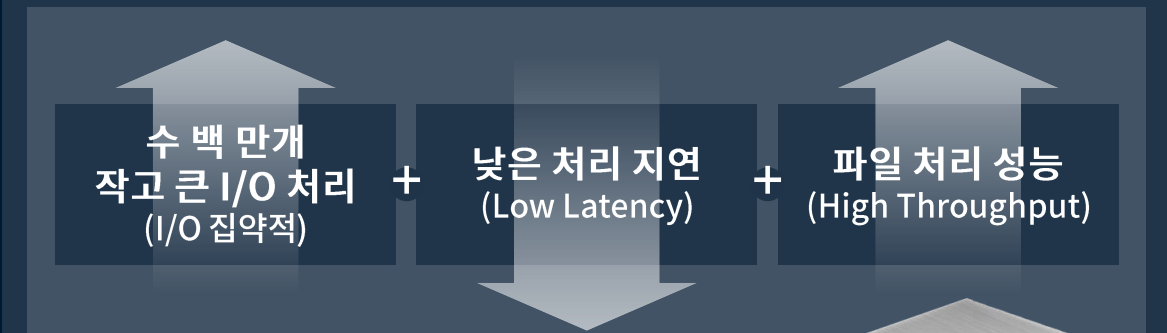 수 백 만개
작고 큰 I/O 처리
(I/O 집약적)
+
낮은 처리 지연
(Low Latency)
+
파일 처리 성능
(High Throughput)